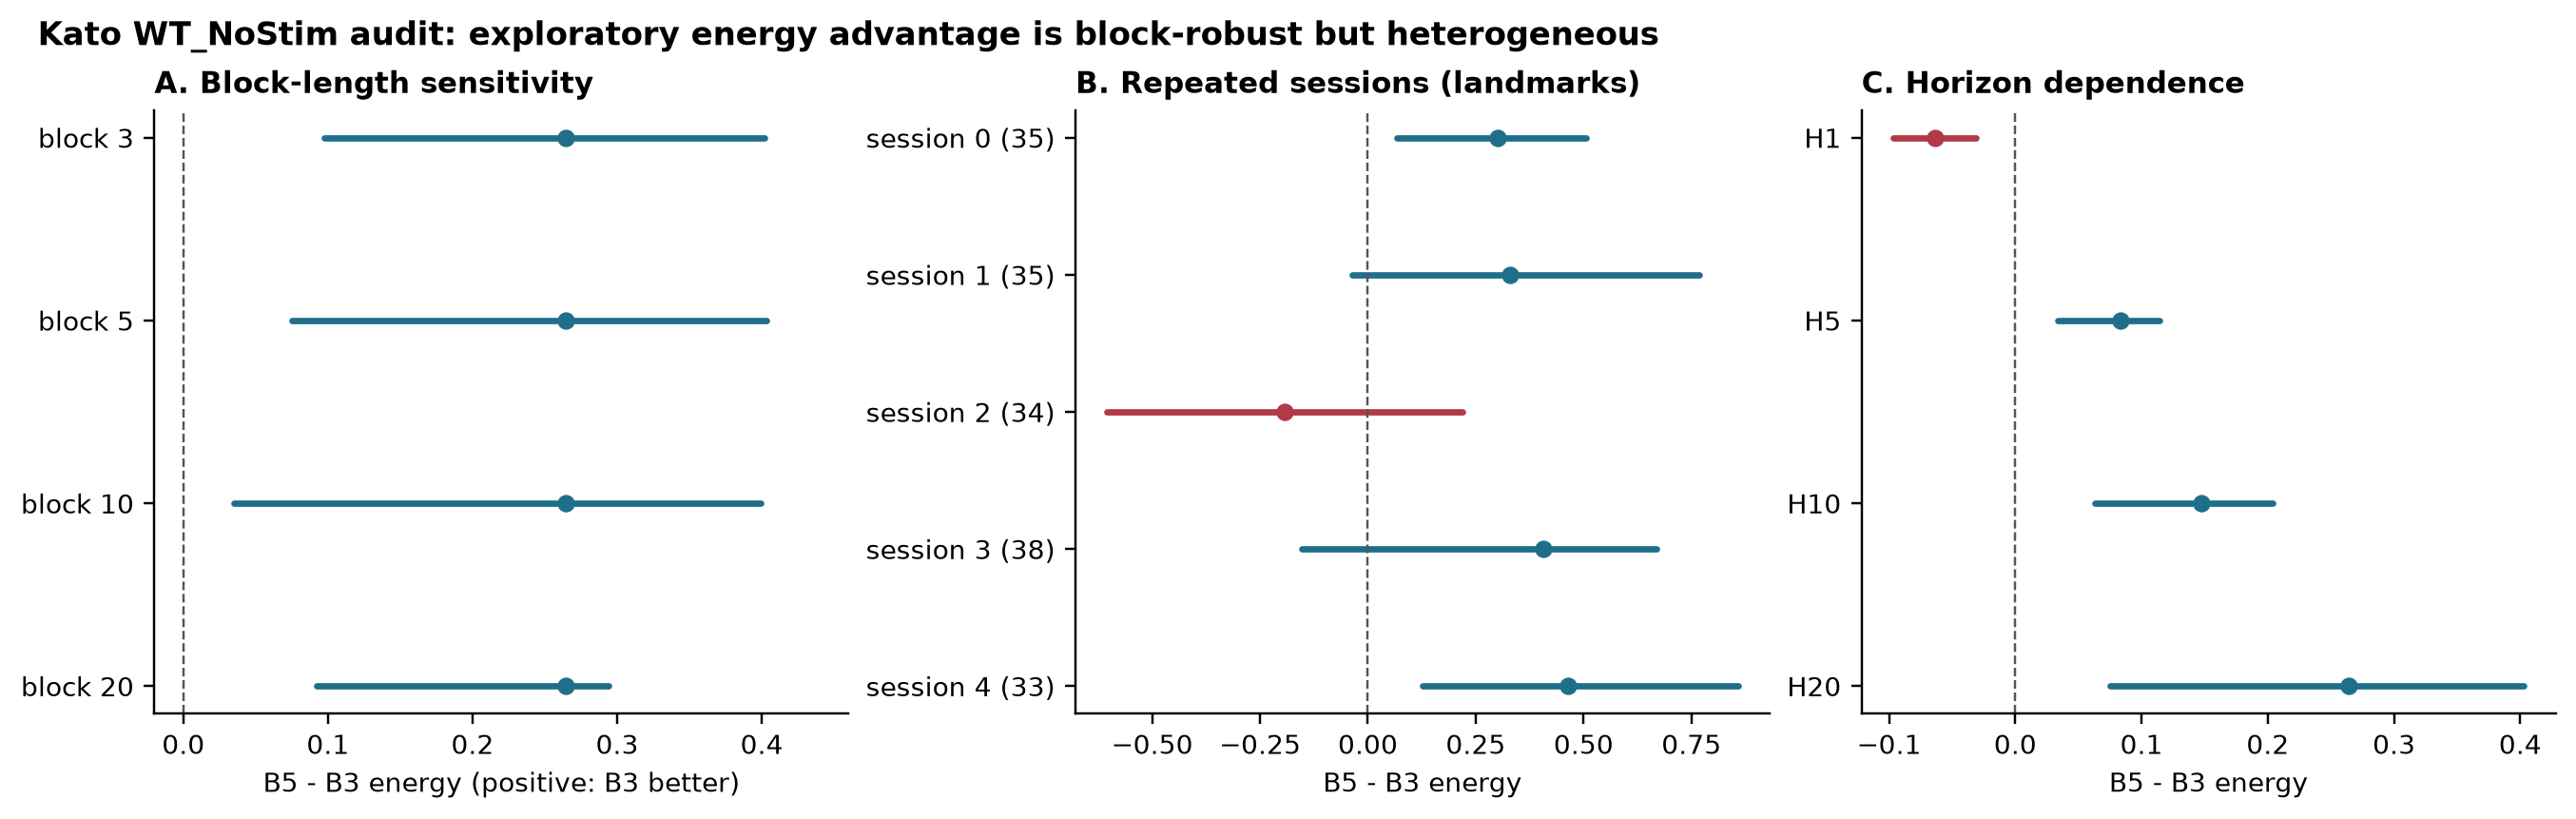 Kato WT_NoStim audit: exploratory energy advantage is block-robust but heterogeneous
A. Block-length sensitivity
block 3
block 5
block 10
block 20
0.0 0.1 0.2 0.3 0.4
B5 - B3 energy (positive: B3 better)
B. Repeated sessions (landmarks)
session 0 (35)
session 1 (35)
session 2 (34)
session 3 (38)
session 4 (33)
−0.50 −0.25 0.00 0.25 0.50 0.75
B5 - B3 energy
C. Horizon dependence
H1
H5
H10
H20
−0.1 0.0 0.1 0.2 0.3 0.4
B5 - B3 energy